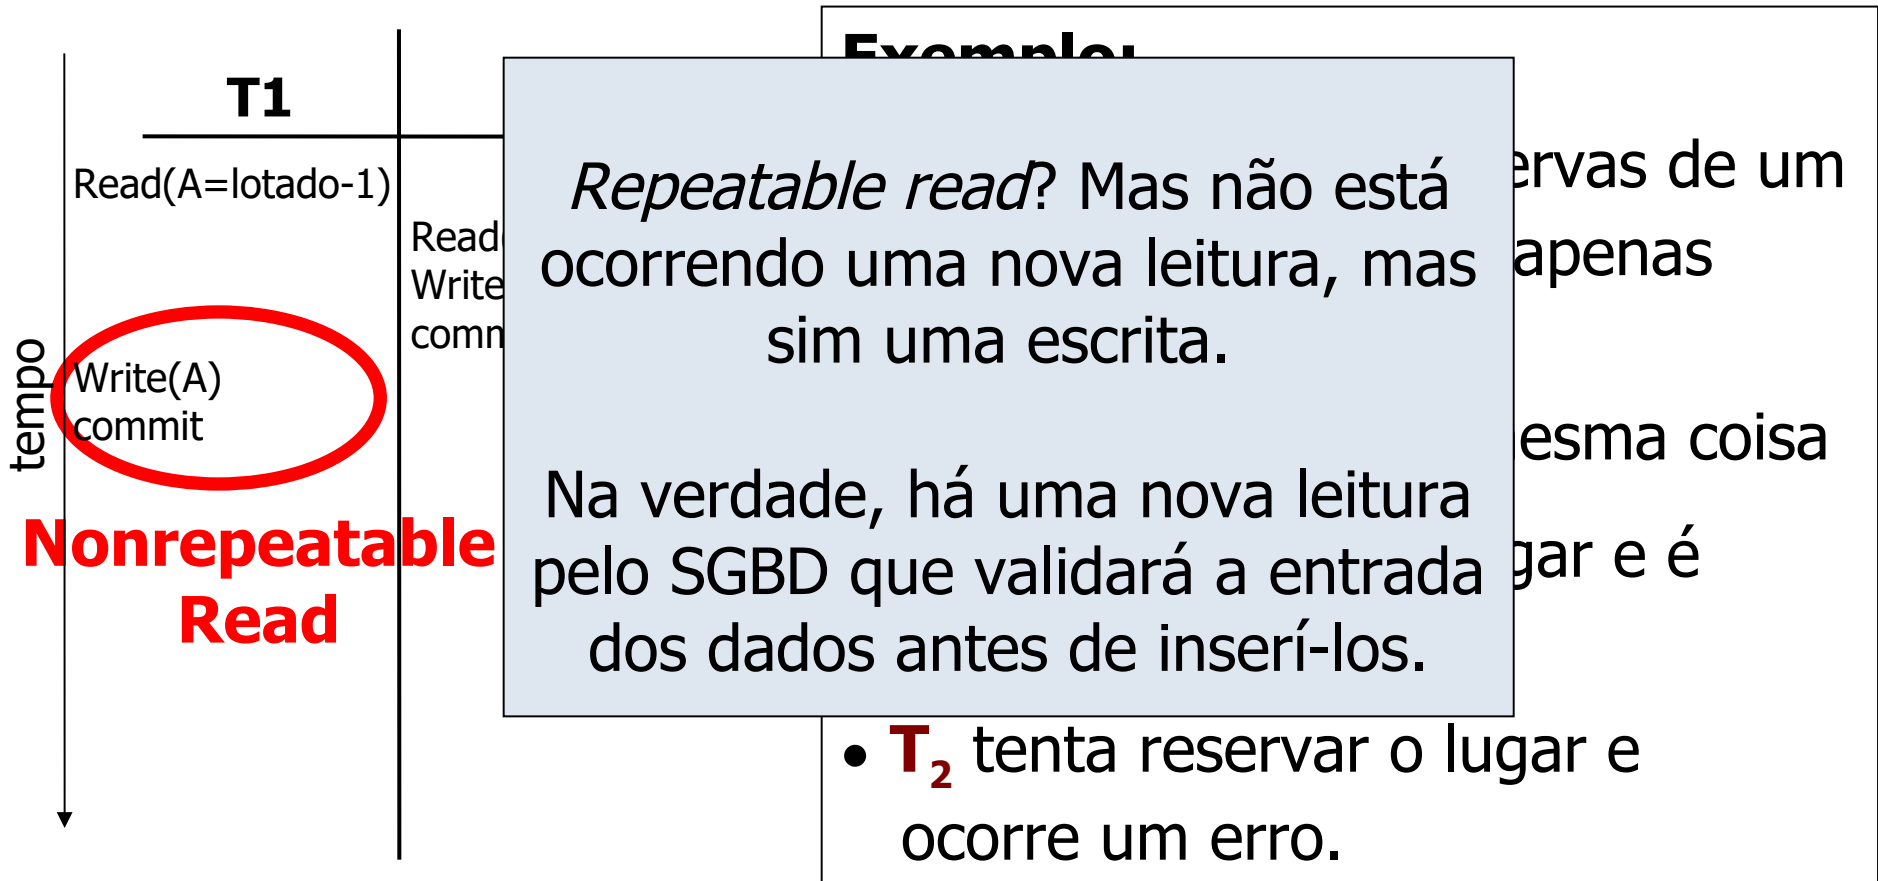 T1
Read(A=lotado-1)
Read
Write
comm
Write(A)
commit
tempo
Nonrepeatable
Read
Exemplo:
ervas de um
apenas
esma coisa
gar e é
• T2 tenta reservar o lugar e
ocorre um erro.
Repeatable read? Mas não está
ocorrendo uma nova leitura, mas
sim uma escrita.
Na verdade, há uma nova leitura
pelo SGBD que validará a entrada
dos dados antes de inserí-los.